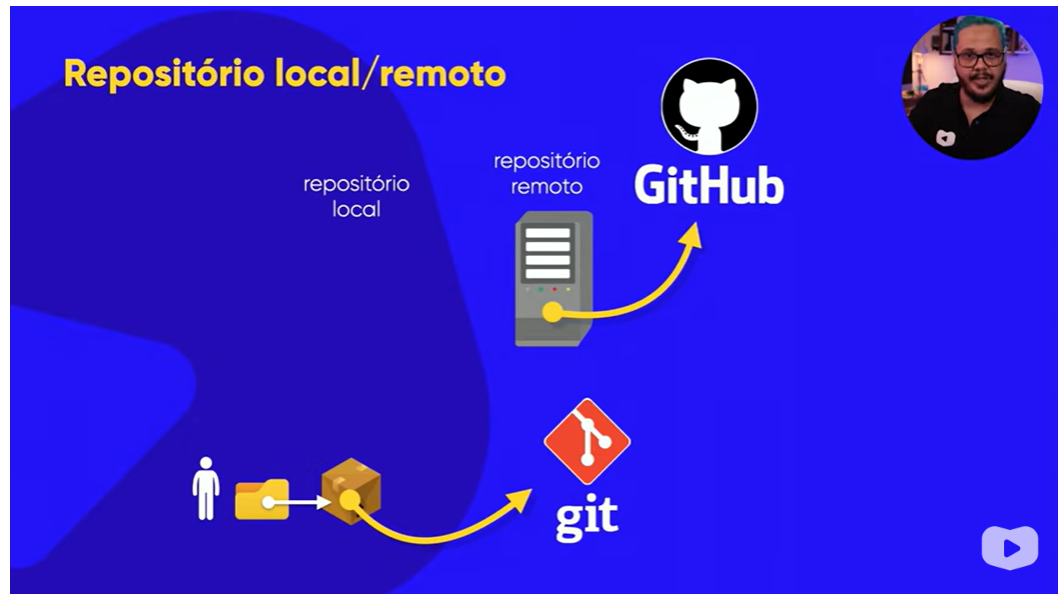 Repositório local/remoto
repositório
local
repositório
remoto
GitHub
git